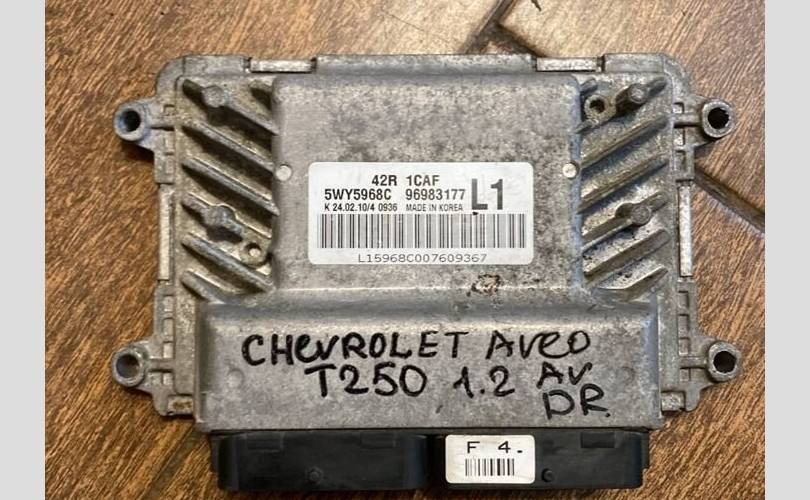 42R 1CAF
5WY5968C 96983177 L1
K 24.02.10/4 0936 MADE IN KOREA
L15968C007609367
CHEVROLET AVEO
T250 1.2 AV
DR
F 4.